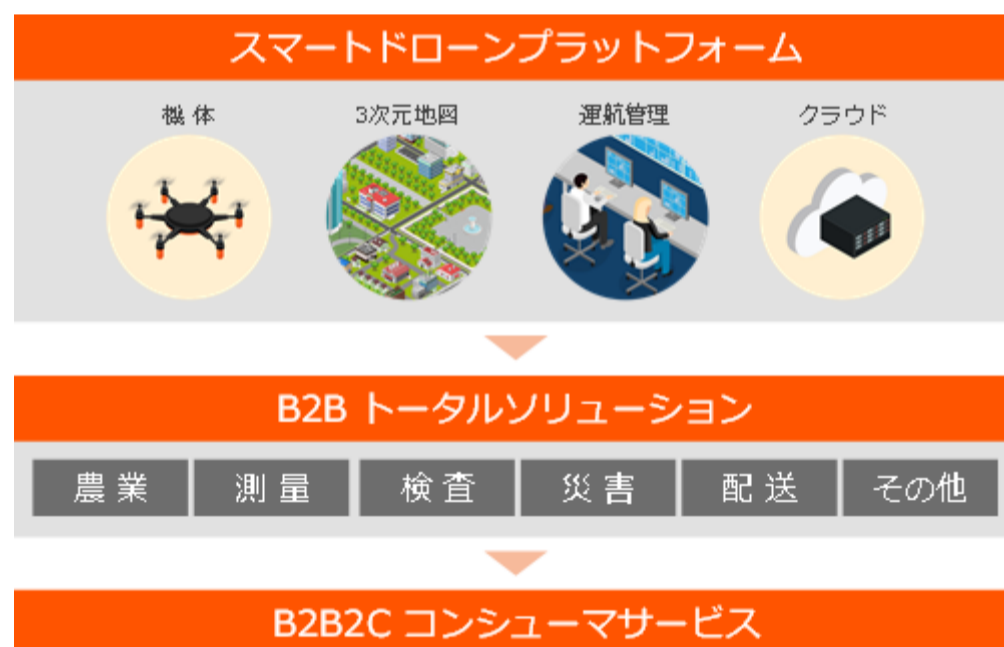 スマートドローンプラットフォーム
機 体 3次元地図 運航管理 クラウド
B2B トータルソリューション
農 業 測 量 検 査 災 害 配 送 その他
B2B2C コンシューマサービス